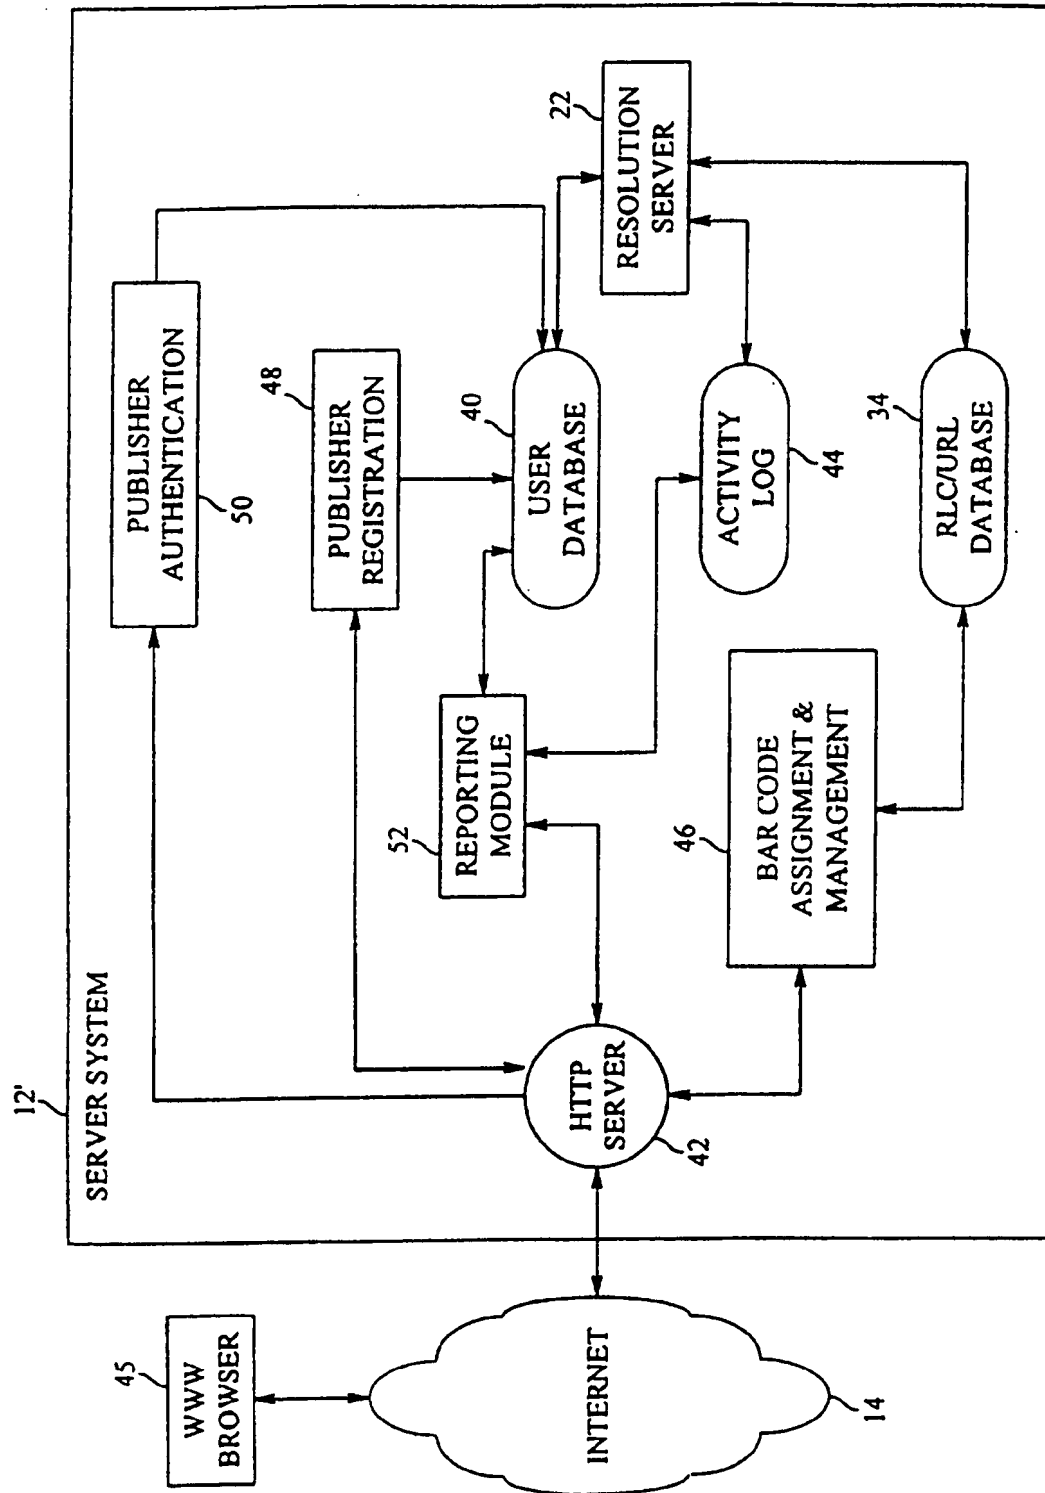 12'
SERVER SYSTEM
45
WWW
BROWSER
INTERNET
14
HTTP
SERVER
42
PUBLISHER
AUTHENTICATION
50
48
PUBLISHER
REGISTRATION
52
REPORTING
MODULE
40
USER
DATABASE
22
RESOLUTION
SERVER
ACTIVITY
LOG
44
46
BAR CODE
ASSIGNMENT &
MANAGEMENT
34
RLC/URL
DATABASE